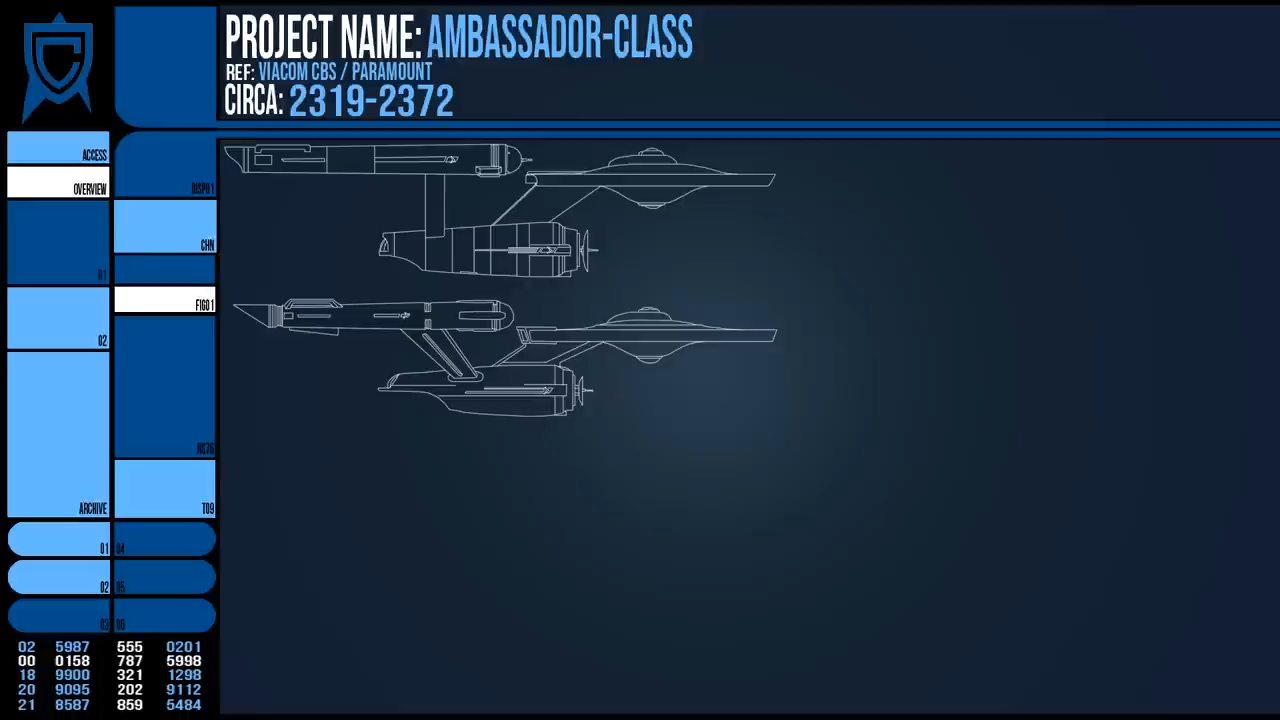 PROJECT NAME: AMBASSADOR-CLASS
REF: VIACOM CBS / PARAMOUNT
CIRCA: 2319-2372
ACCESS
OVERVIEW
01
02
ARCHIVE
01
02
03
DISP01
CHN
FIG01
T09
04
05
06
02 5987 555 0201
00 0158 787 5998
18 9900 321 1298
20 9095 202 9112
21 8587 859 5484